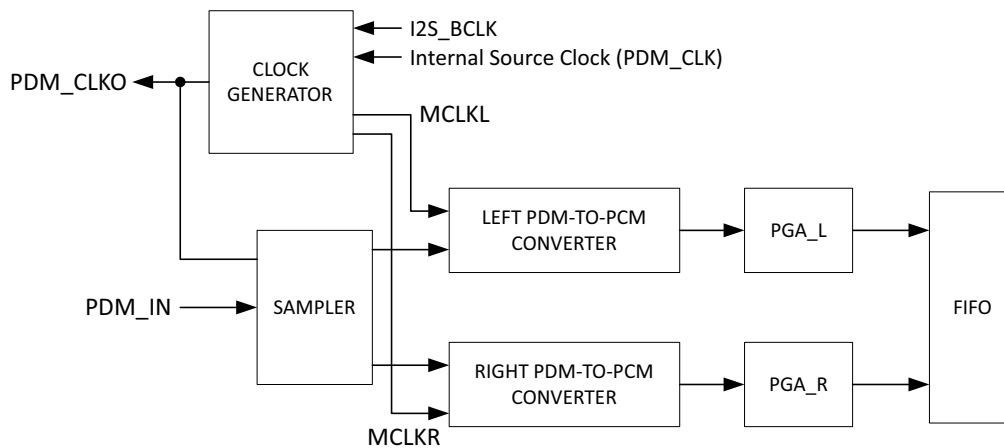 I2S_BCLK
Internal Source Clock (PDM_CLK)
PDM_CLKO
CLOCK
GENERATOR
MCLKL
LEFT PDM-TO-PCM
CONVERTER
PGA_L
PDM_IN
SAMPLER
FIFO
RIGHT PDM-TO-PCM
CONVERTER
PGA_R
MCLKR